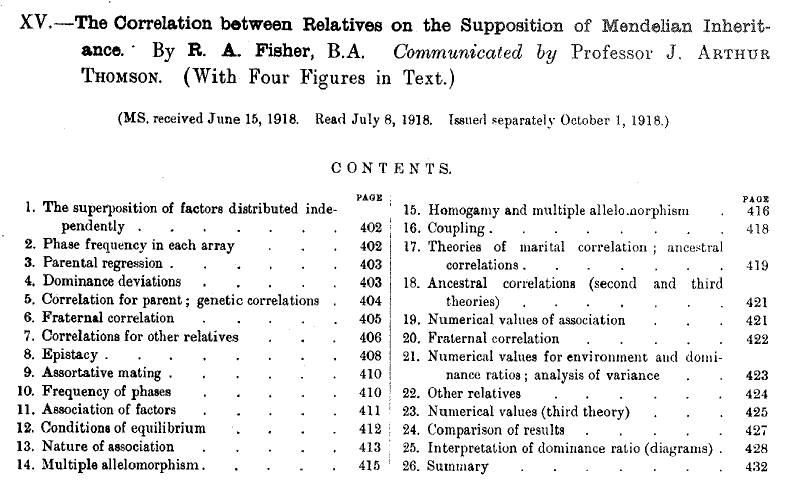 XV.—The Correlation between Relatives on the Supposition of Mendelian Inherit-
ance. By R. A. Fisher, B.A. Communicated by Professor J. ARTHUR
THOMSON. (With Four Figures in Text.)
(MS. received June 15, 1918. Read July 8, 1918. Issued separately October 1, 1918.)
CONTENTS.
PAGE
1. The superposition of factors distributed inde-
pendently . . . . . . . 402
2. Phase frequency in each array . . . 402
3. Parental regression . . . . . . 403
4. Dominance deviations . . . . . 403
5. Correlation for parent; genetic correlations . 404
6. Fraternal correlation . . . . . 405
7. Correlations for other relatives . . . 406
8. Epistacy . . . . . . . . 408
9. Assortative mating . . . . . . 410
10. Frequency of phases . . . . . 410
11. Association of factors . . . . . 411
12. Conditions of equilibrium . . . . 412
13. Nature of association . . . . . 413
14. Multiple allelomorphism . . . . . 415
PAGE
15. Homogamy and multiple allelomorphism . 416
16. Coupling . . . . . . . . 418
17. Theories of marital correlation; ancestral
correlations . . . . . . . 419
18. Ancestral correlations (second and third
theories) . . . . . . . 421
19. Numerical values of association . . . 421
20. Fraternal correlation . . . . . 422
21. Numerical values for environment and domi-
nance ratios; analysis of variance . . 423
22. Other relatives . . . . . . 424
23. Numerical values (third theory) . . . 425
24. Comparison of results . . . . . 427
25. Interpretation of dominance ratio (diagrams) . 428
26. Summary . . . . . . . 432